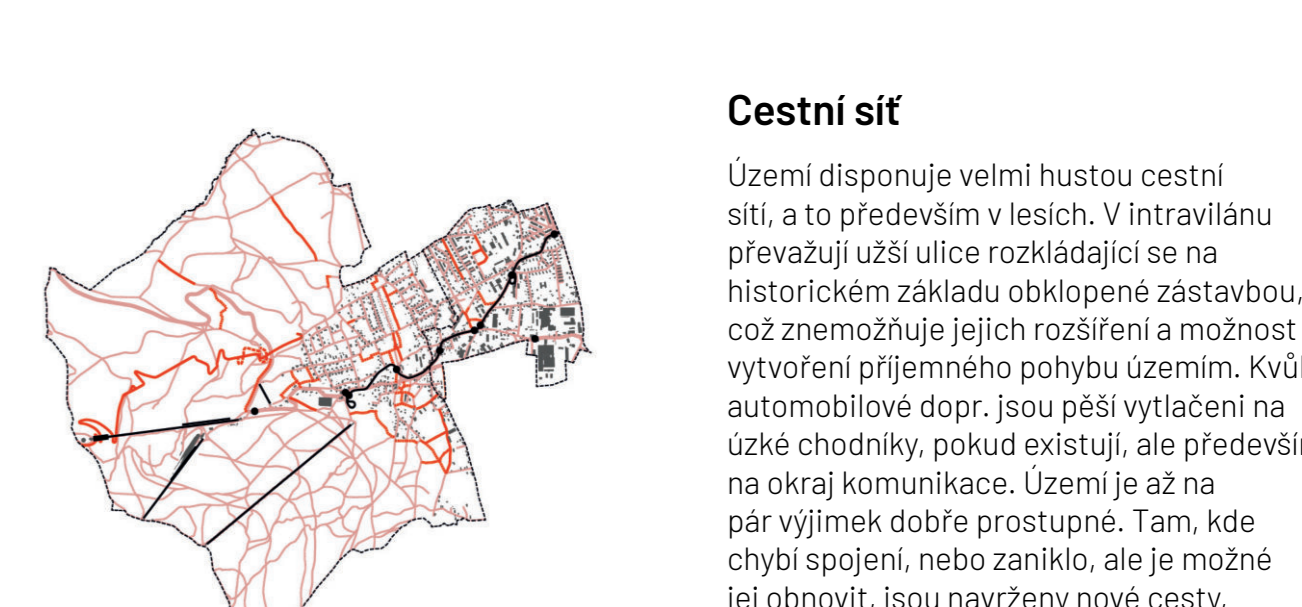 Cestní síť
Území disponuje velmi hustou cestní
sítí, a to především v lesích. V intravilánu
převažují užší ulice rozkládající se na
historickém základu obklopené zástavbou,
což znemožňuje jejich rozšíření a možnost
vytvoření příjemného pohybu územím.
automobilové dopr. jsou pěší vytlačeni na
úzké chodníky, pokud existují, ale
na okraj komunikace. Území je až na
pár výjimek dobře prostupné. Tam, kde
chybí spojení, nebo zaniklo, ale je možné
jej obnovit, jsou navrženy nové cesty,